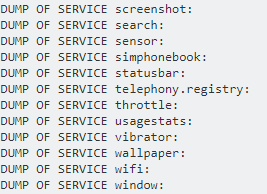 DUMP OF SERVICE screenshot:
DUMP OF SERVICE search:
DUMP OF SERVICE sensor:
DUMP OF SERVICE simphonebook:
DUMP OF SERVICE statusbar:
DUMP OF SERVICE telephony.registry:
DUMP OF SERVICE throttle:
DUMP OF SERVICE usagestats:
DUMP OF SERVICE vibrator:
DUMP OF SERVICE wallpaper:
DUMP OF SERVICE wifi:
DUMP OF SERVICE window: